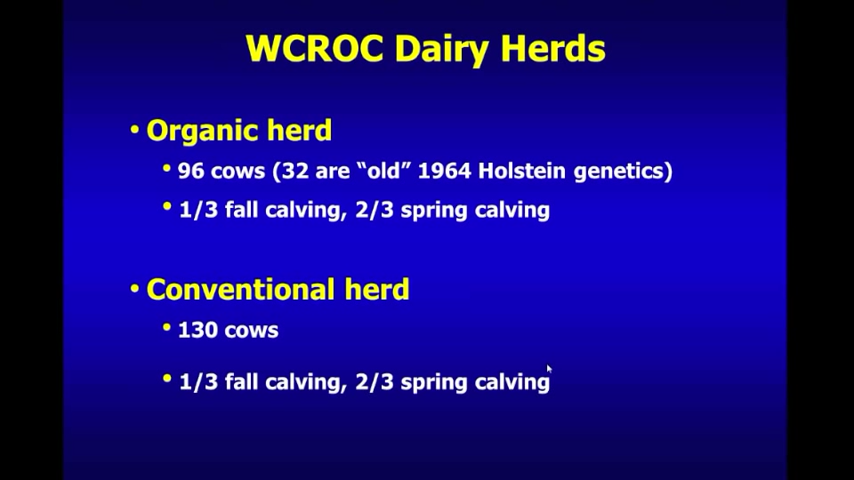 WCROC Dairy Herds
• Organic herd
• 96 cows (32 are “old” 1964 Holstein genetics)
• 1/3 fall calving, 2/3 spring calving
• Conventional herd
• 130 cows
• 1/3 fall calving, 2/3 spring calving